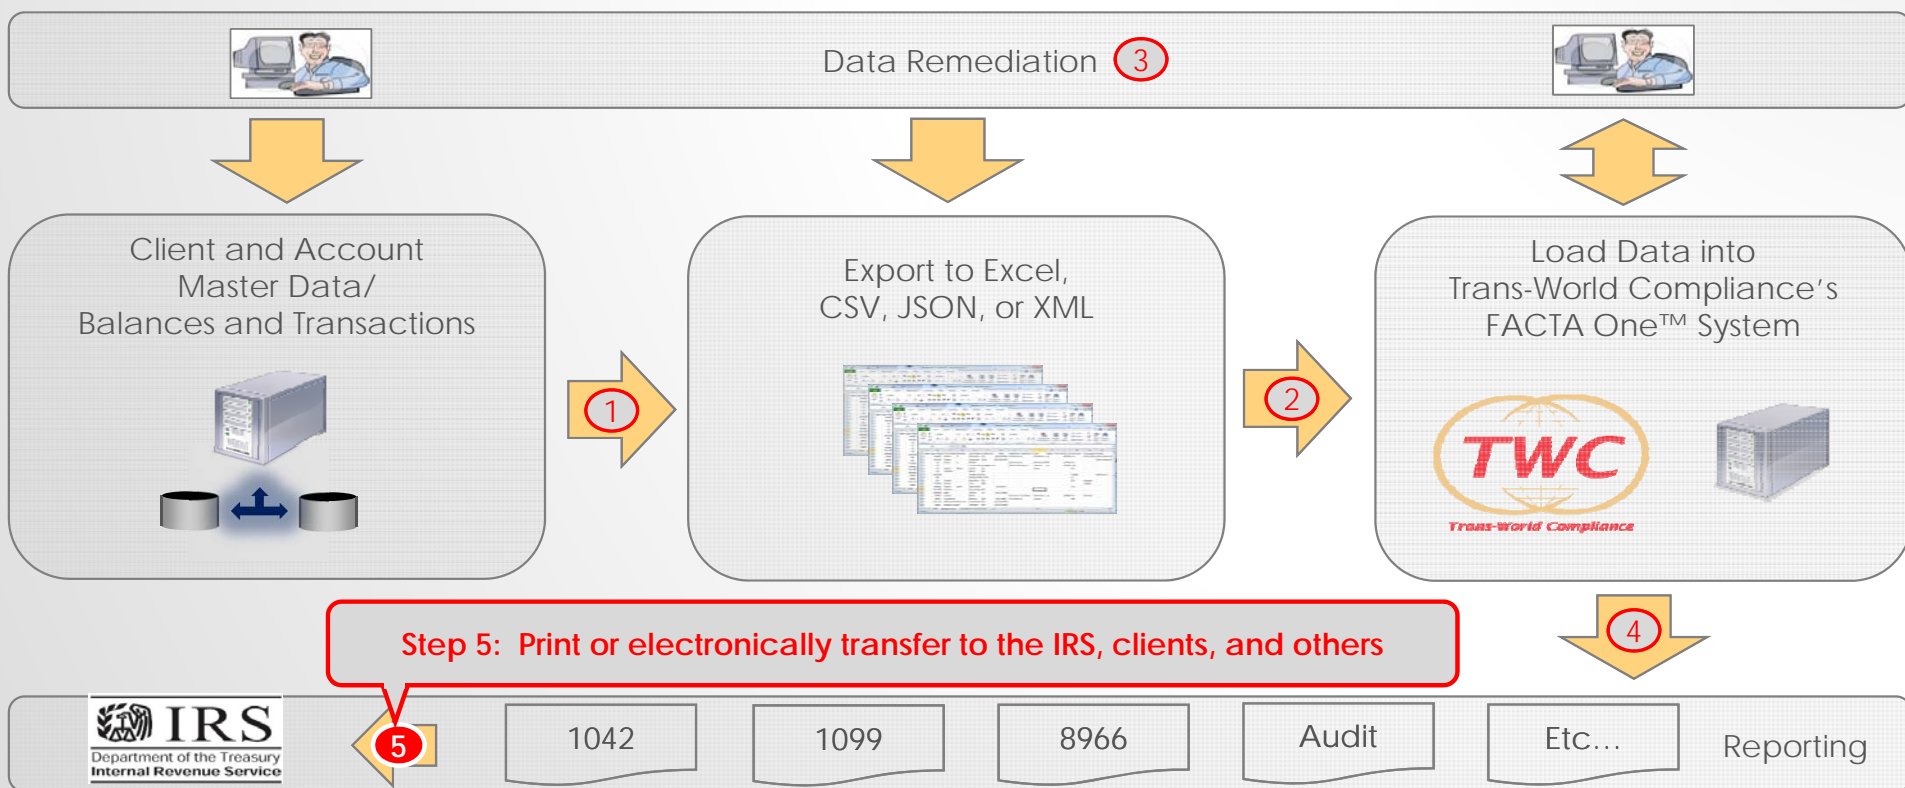 Data Remediation 3
Client and Account
Master Data/
Balances and Transactions
1
Export to Excel,
CSV, JSON, or XML
2
Load Data into
Trans-World Compliance’s
FACTA One™ System
TWC
Trans-World Compliance
4
Step 5: Print or electronically transfer to the IRS, clients, and others
IRS
Department of the Treasury
Internal Revenue Service
5
1042
1099
8966
Audit
Etc...
Reporting